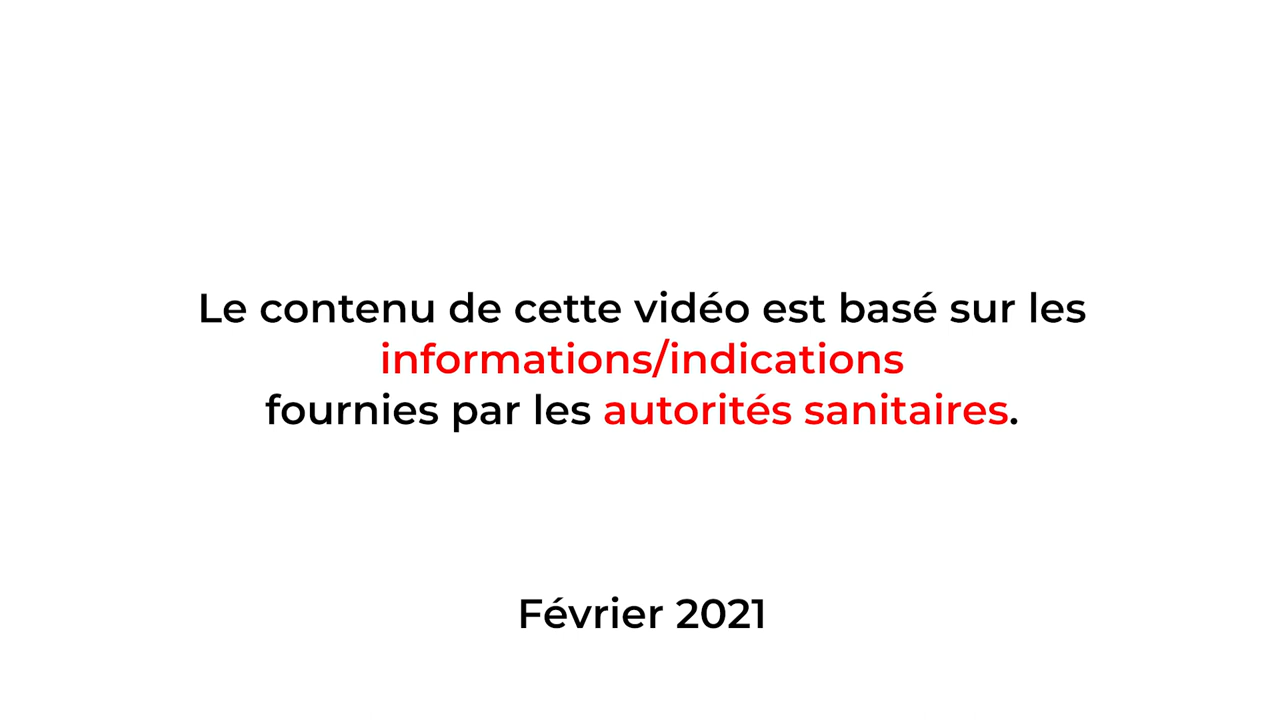 Le contenu de cette vidéo est basé sur les
informations/indications
fournies par les autorités sanitaires.
Février 2021